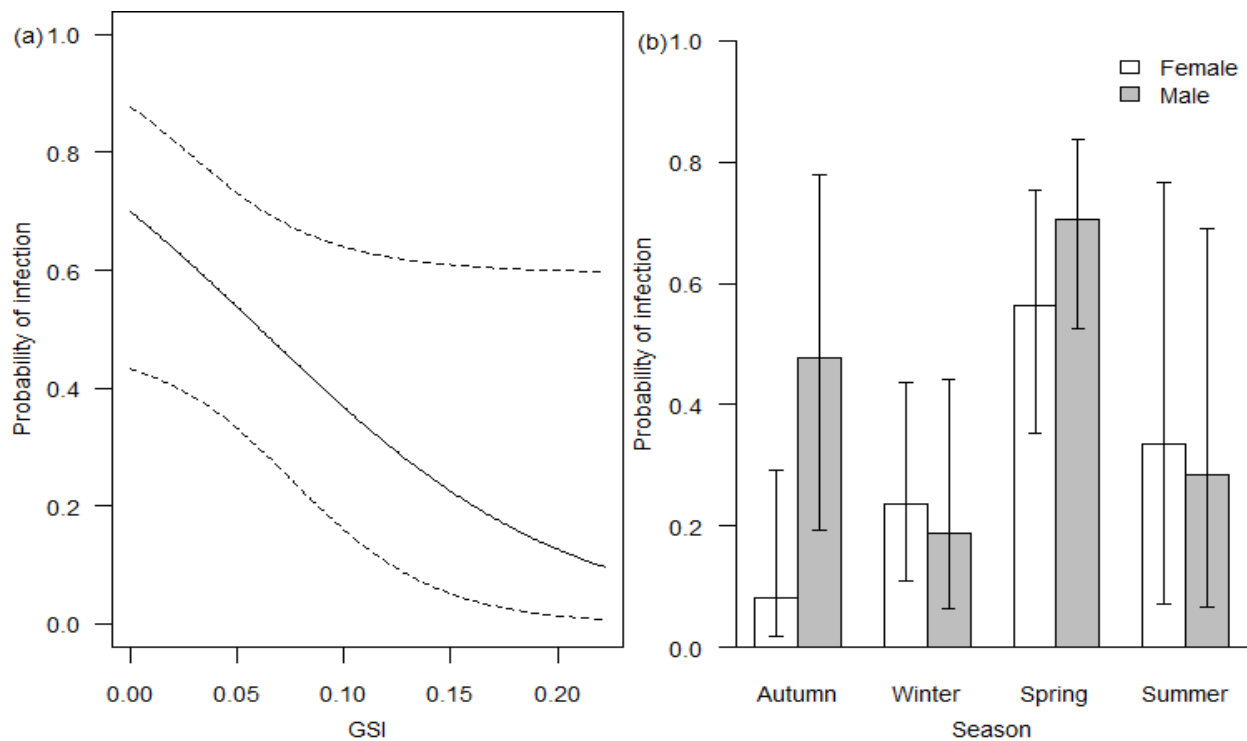 (a)
1.0
0.8
0.6
0.4
0.2
0.0
Probability of infection
0.00 0.05 0.10 0.15 0.20
GSI
(b)
1.0
0.8
0.6
0.4
0.2
0.0
Probability of infection
Female
Male
Autumn Winter Spring Summer
Season